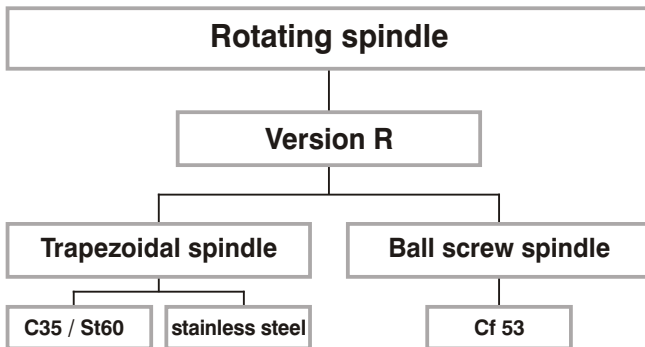 Rotating spindle
Version R
Trapezoidal spindle
Ball screw spindle
C35 / St60
stainless steel
Cf 53